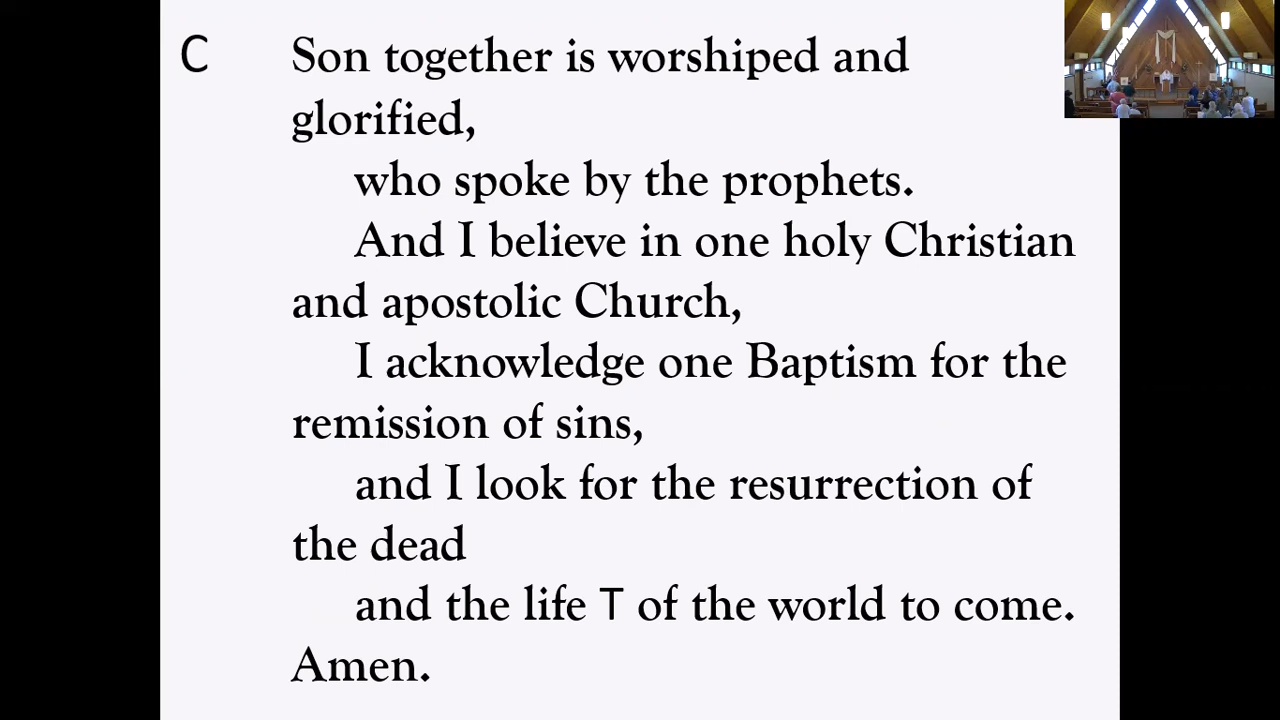 C Son together is worshiped and
glorified,
who spoke by the prophets.
And I believe in one holy Christian
and apostolic Church,
I acknowledge one Baptism for the
remission of sins,
and I look for the resurrection of
the dead
and the life T of the world to come.
Amen.